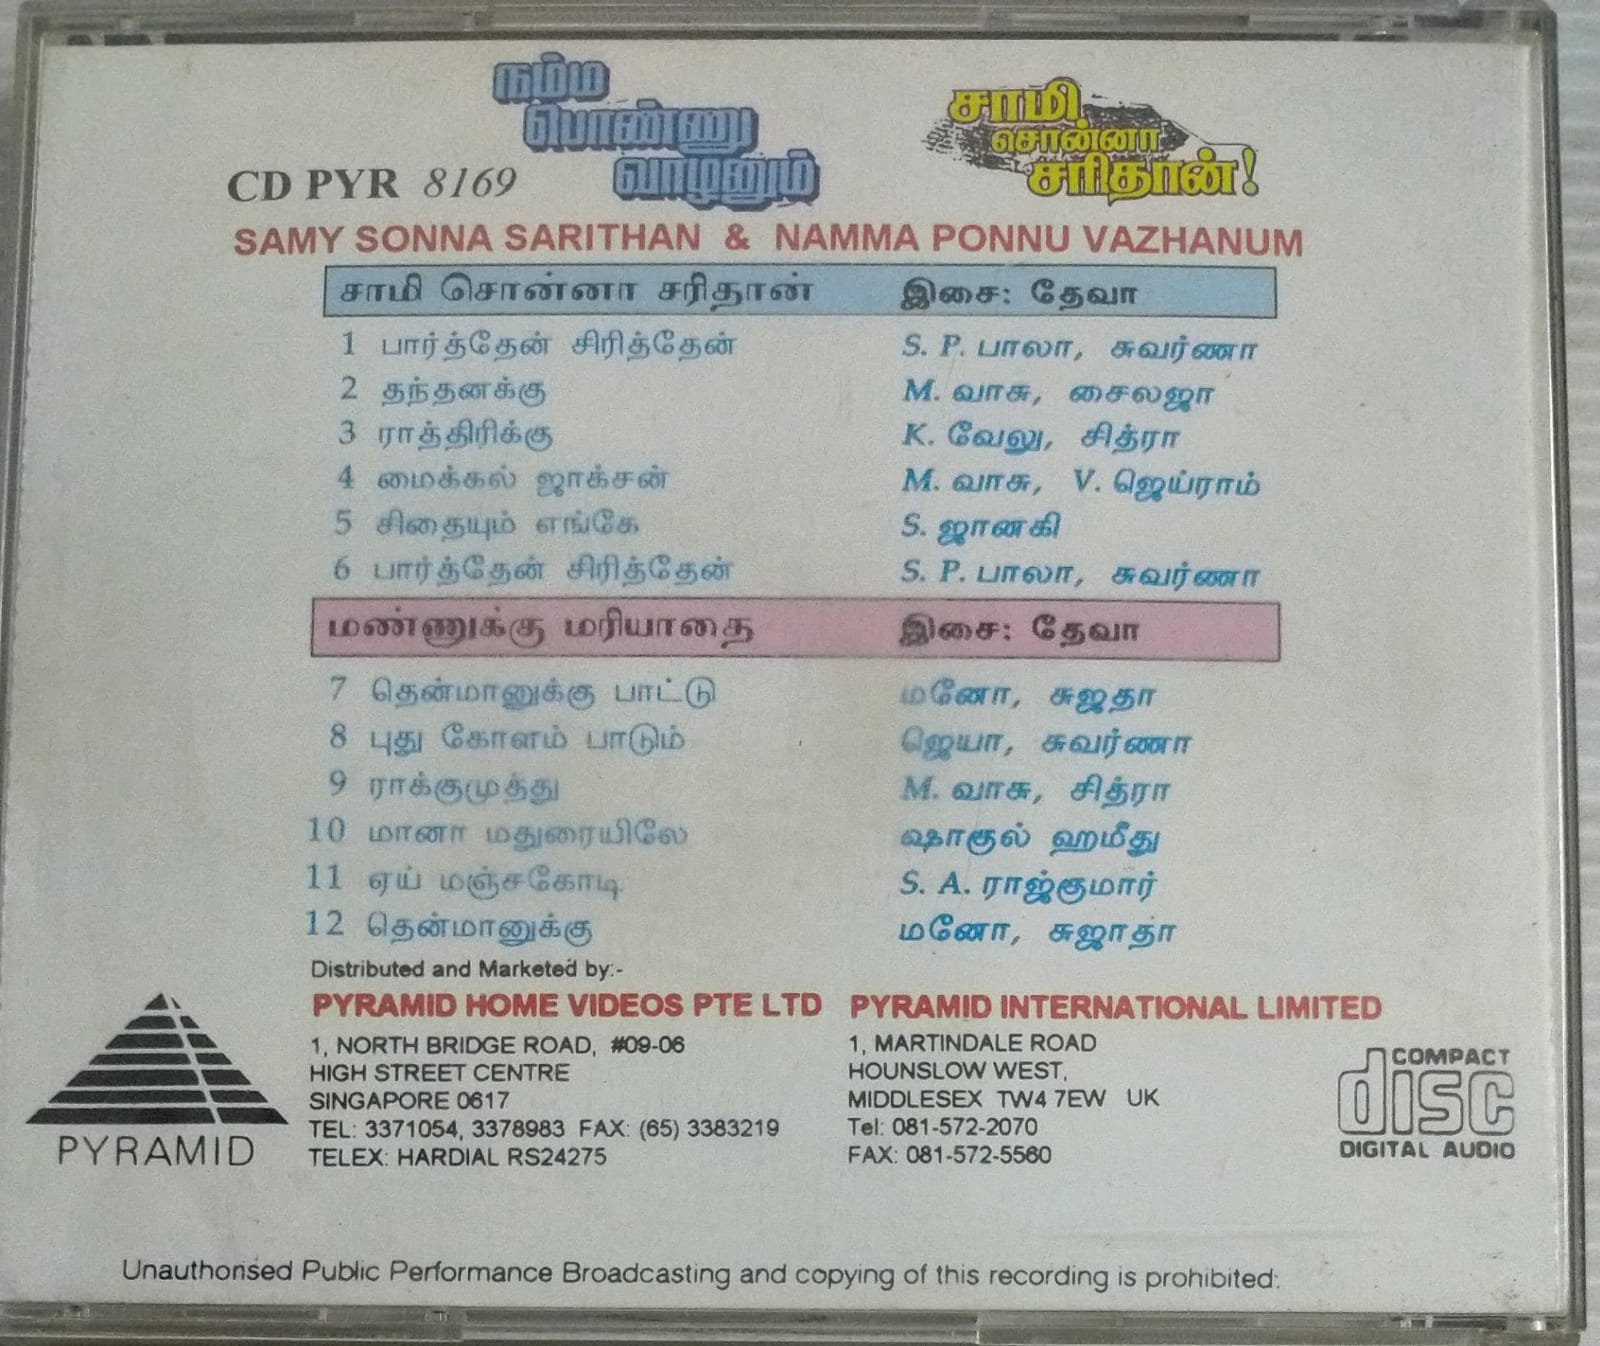 நம்ம
பொண்ணு
வாழனும்
சாமி
சொன்னா
சரிதான்!
CD PYR 8169
SAMY SONNA SARITHAN & NAMMA PONNU VAZHANUM
சாமி சொன்னா சரிதான் இசை: தேவா
1 பார்த்தேன் சிரித்தேன் S. P. பாலா, சுவர்ணா
2 தந்தனக்கு M. வாசு, சைலஜா
3 ராத்திரிக்கு K. வேலு, சித்ரா
4 மைக்கல் ஜாக்சன் M. வாசு, V. ஜெய்ராம்
5 சிதையும் எங்கே S. ஜானகி
6 பார்த்தேன் சிரித்தேன் S. P. பாலா, சுவர்ணா
மண்ணுக்கு மரியாதை இசை: தேவா
7 தென்மானுக்கு பாட்டு மனோ, சுஜதா
8 புது கோளம் பாடும் ஜெயா, சுவர்ணா
9 ராக்குமுத்து M. வாசு, சித்ரா
10 மானா மதுரையிலே ஷாகுல் ஹமீது
11 ஏய் மஞ்சகோடி S. A. ராஜ்குமார்
12 தென்மானுக்கு மனோ, சுஜாதா
Distributed and Marketed by:-
PYRAMID HOME VIDEOS PTE LTD PYRAMID INTERNATIONAL LIMITED
1, NORTH BRIDGE ROAD, #09-06 1, MARTINDALE ROAD
HIGH STREET CENTRE HOUNSLOW WEST,
SINGAPORE 0617 MIDDLESEX TW4 7EW UK
TEL: 3371054, 3378983 FAX: (65) 3383219 Tel: 081-572-2070
TELEX: HARDIAL RS24275 FAX: 081-572-5560
PYRAMID
COMPACT
disc
DIGITAL AUDIO
Unauthorised Public Performance Broadcasting and copying of this recording is prohibited.